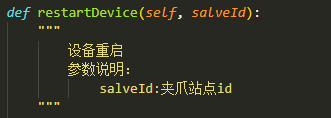 def restartDevice(self, salveId):
    """
        设备重启
        参数说明：
            salveId:夹爪站点id
    """